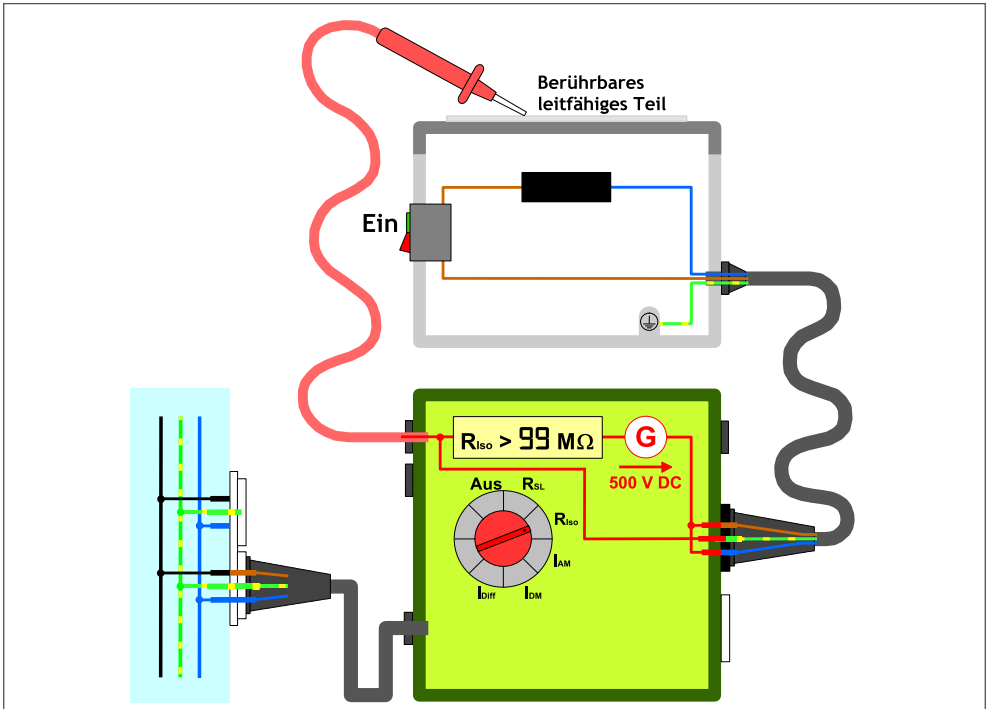 Berührbares
leitfähiges Teil
Ein
RIso > 99 MΩ
G
500 V DC
Aus
RSL
RIso
IAM
IDM
IDiff